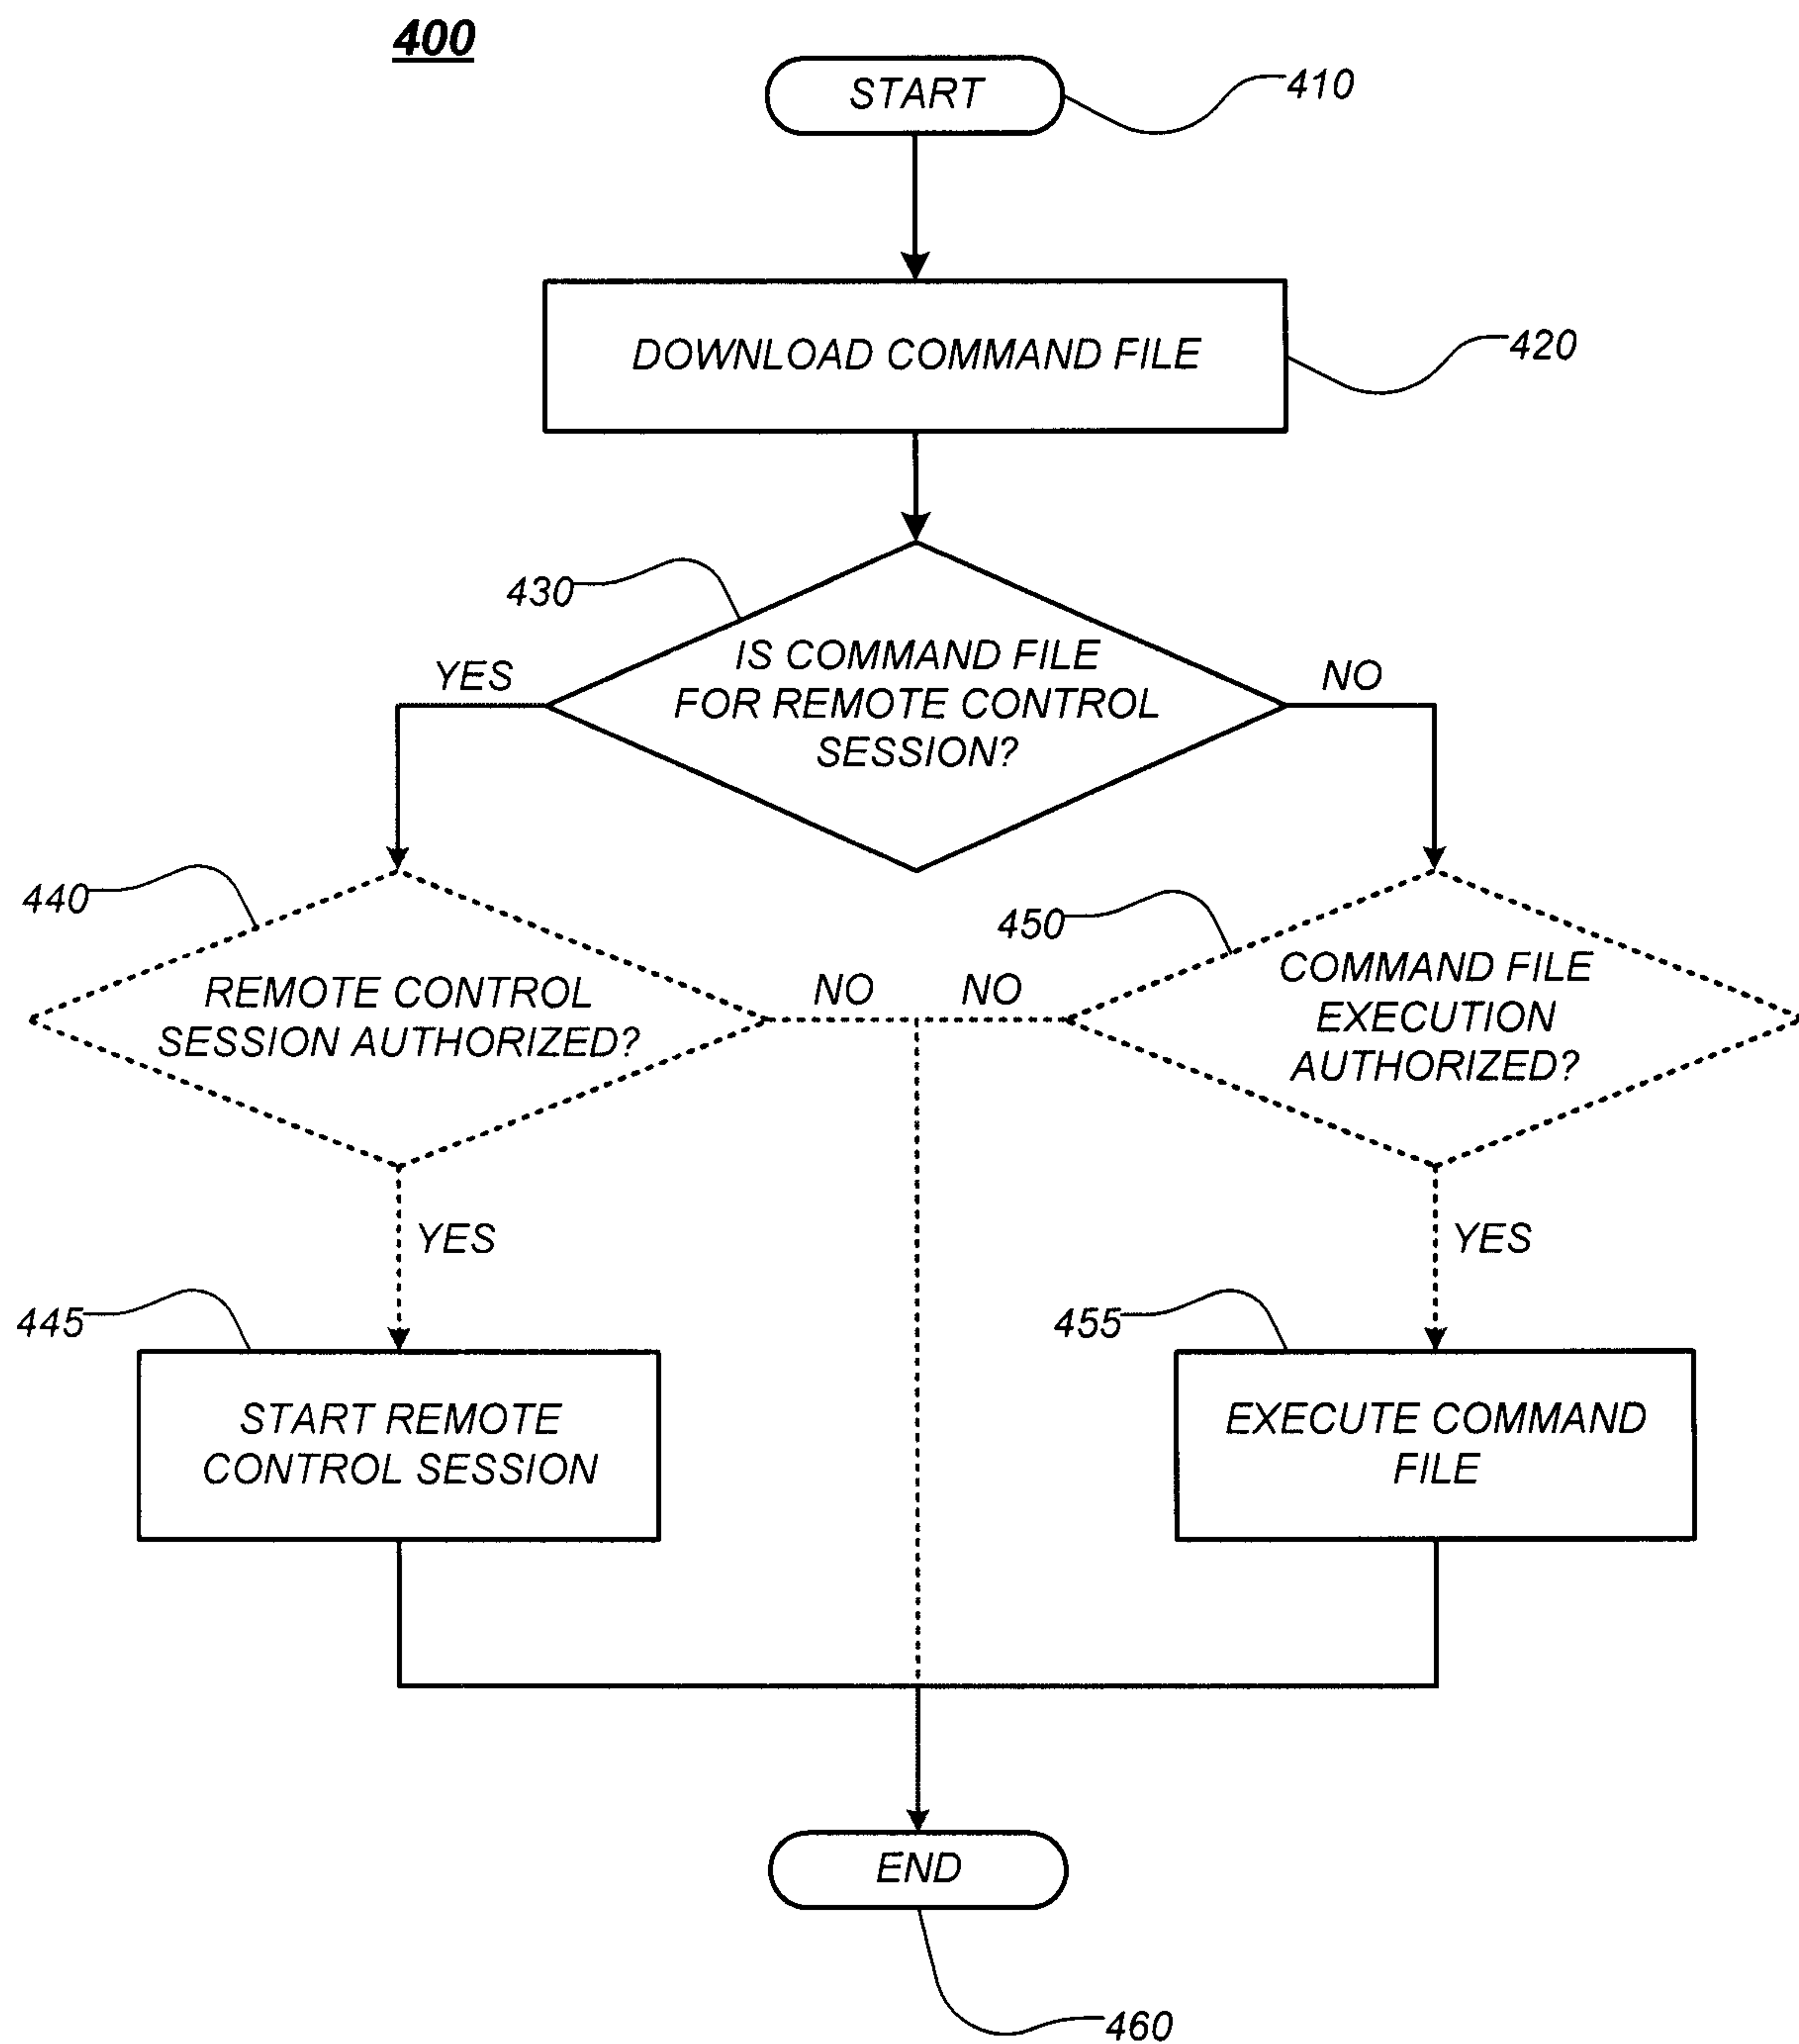 400
START
410
DOWNLOAD COMMAND FILE
420
430
IS COMMAND FILE
FOR REMOTE CONTROL
SESSION?
YES
NO
440
REMOTE CONTROL
SESSION AUTHORIZED?
NO
NO
450
COMMAND FILE
EXECUTION
AUTHORIZED?
YES
YES
445
START REMOTE
CONTROL SESSION
455
EXECUTE COMMAND
FILE
END
460